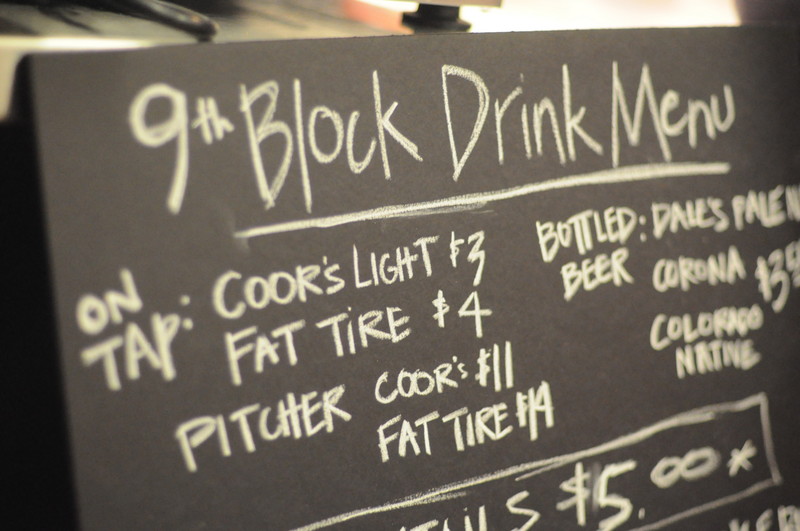 9th Block Drink Menu
ON TAP: COOR'S LIGHT $3
FAT TIRE $4
PITCHER COOR'S $11
FAT TIRE $14
BOTTLED BEER: DALE'S PALE
CORONA
COLORADO NATIVE
$5.00*